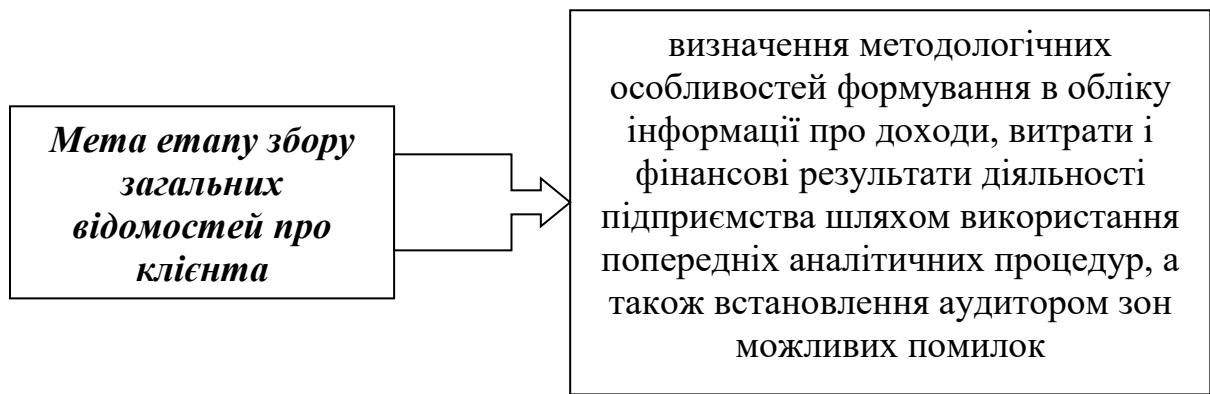 Мета етапу збору
загальних
відомостей про
клієнта
визначення методологічних
особливостей формування в обліку
інформації про доходи, витрати і
фінансові результати діяльності
підприємства шляхом використання
попередніх аналітичних процедур, а
також встановлення аудитором зон
можливих помилок